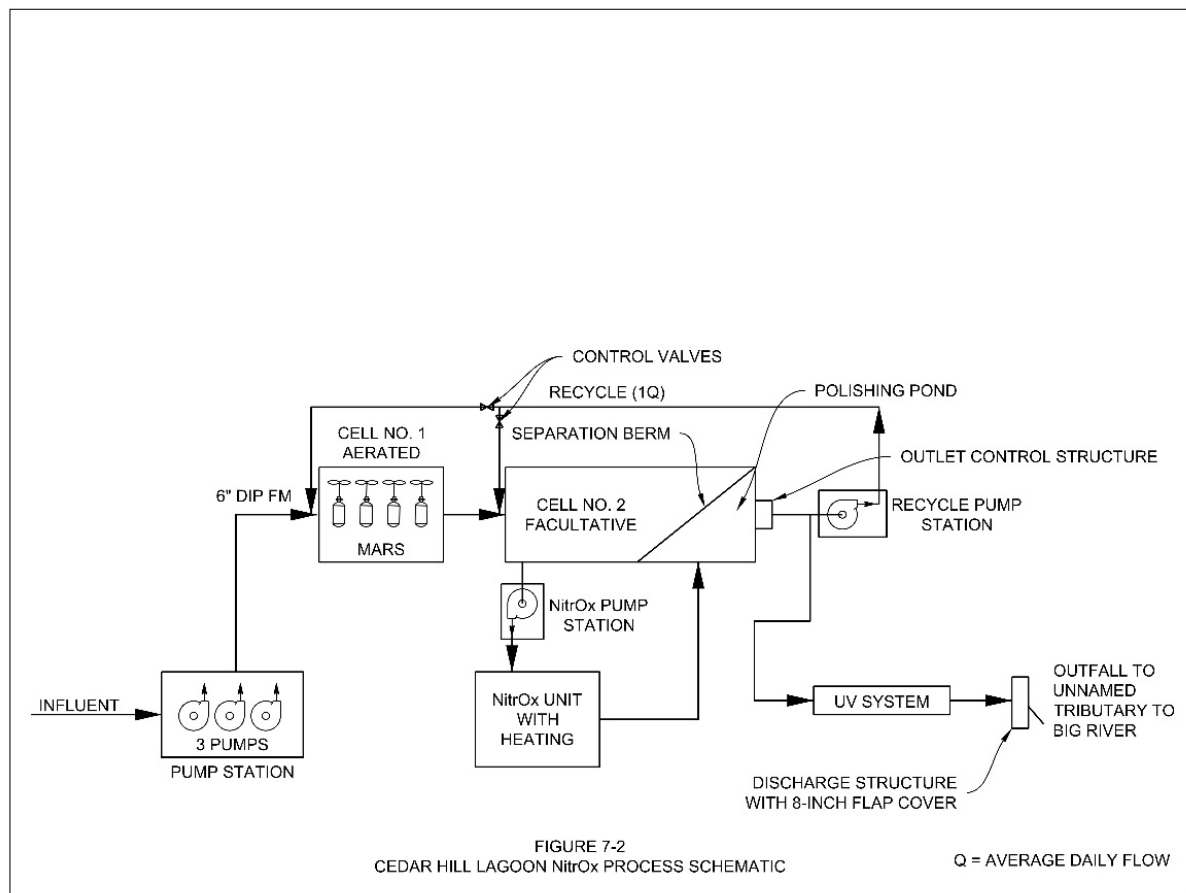 CONTROL VALVES
RECYCLE (1Q)
POLISHING POND
CELL NO. 1
AERATED
SEPARATION BERM
OUTLET CONTROL STRUCTURE
6" DIP FM
CELL NO. 2
FACULTATIVE
RECYCLE PUMP
STATION
MARS
NitrOx PUMP
STATION
INFLUENT
3 PUMPS
PUMP STATION
NitrOx UNIT
WITH
HEATING
UV SYSTEM
OUTFALL TO
UNNAMED
TRIBUTARY TO
BIG RIVER
DISCHARGE STRUCTURE
WITH 8-INCH FLAP COVER
FIGURE 7-2
CEDAR HILL LAGOON NitrOx PROCESS SCHEMATIC
Q = AVERAGE DAILY FLOW